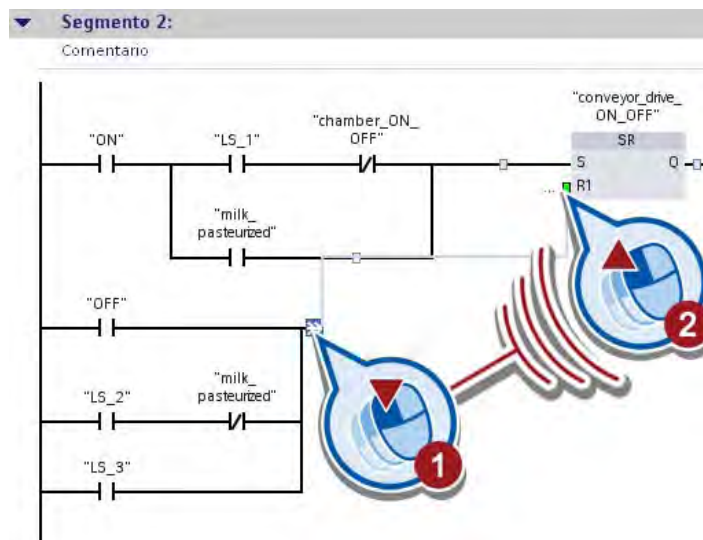 Segmento 2:
Comentario
"conveyor_drive_
ON_OFF"
"chamber_ON_
OFF"
"ON"
"LS_1"
SR
S
Q
...
R1
"milk_
pasteurized"
"OFF"
2
"milk_
pasteurized"
"LS_2"
1
"LS_3"